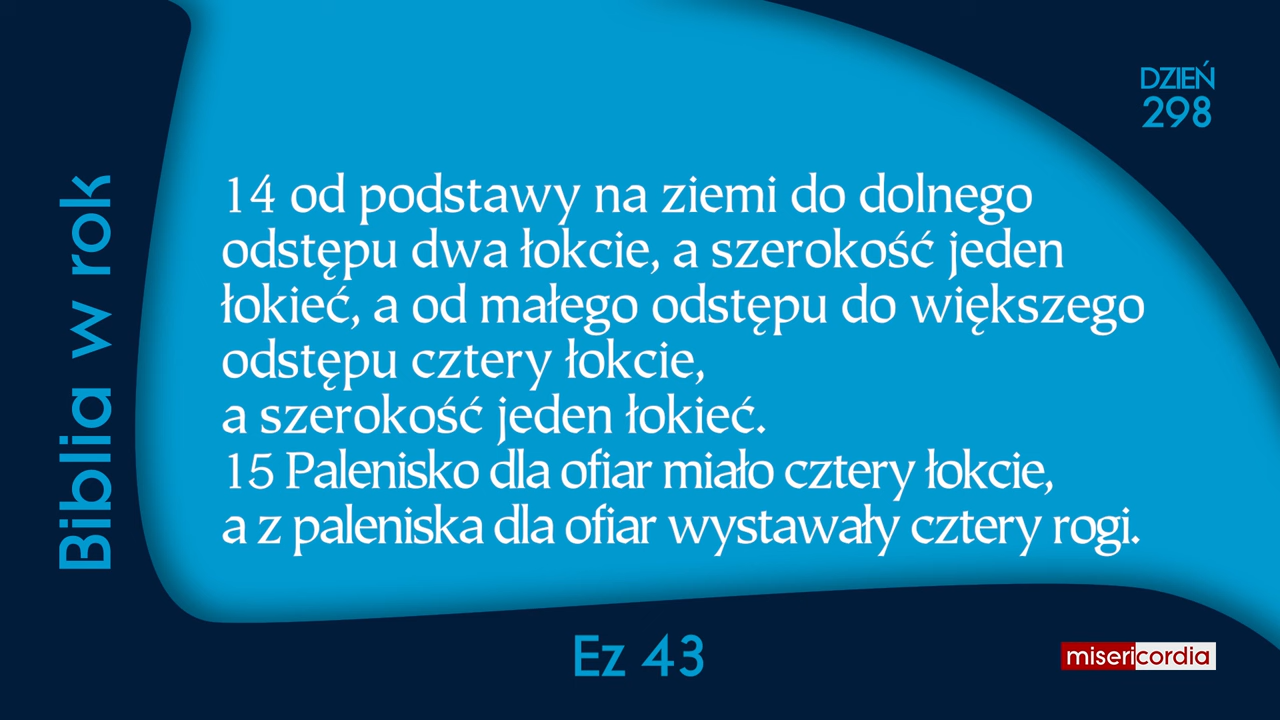 DZIEŃ
298
Biblia w rok
14 od podstawy na ziemi do dolnego
odstępu dwa łokcie, a szerokość jeden
łokieć, a od małego odstępu do większego
odstępu cztery łokcie,
a szerokość jeden łokieć.
15 Palenisko dla ofiar miało cztery łokcie,
a z paleniska dla ofiar wystawały cztery rogi.
Ez 43
misericordia